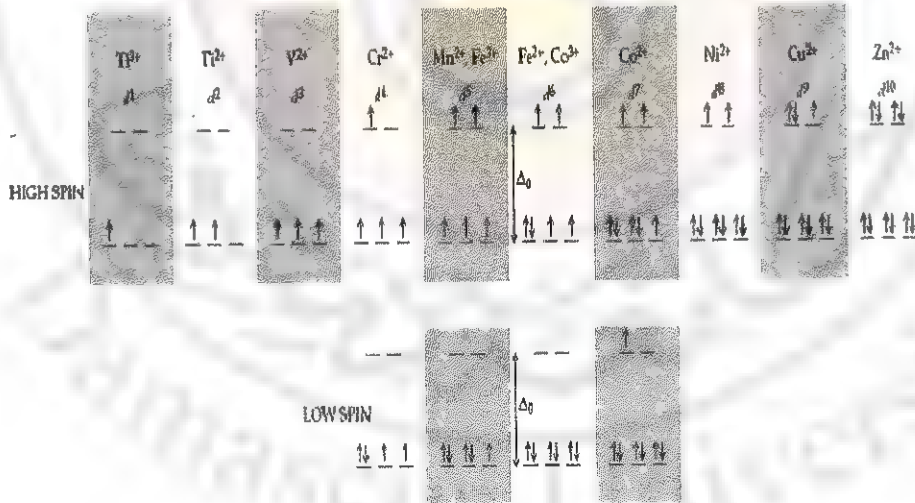 Ti³⁺ Ti²⁺ V²⁺ Cr²⁺ Mn²⁺, Fe³⁺ Fe²⁺, Co³⁺ Co²⁺ Ni²⁺ Cu²⁺ Zn²⁺
d¹ d² d³ d⁴ d⁵ d⁶ d⁷ d⁸ d⁹ d¹⁰
Δ₀
HIGH SPIN
Δ₀
LOW SPIN